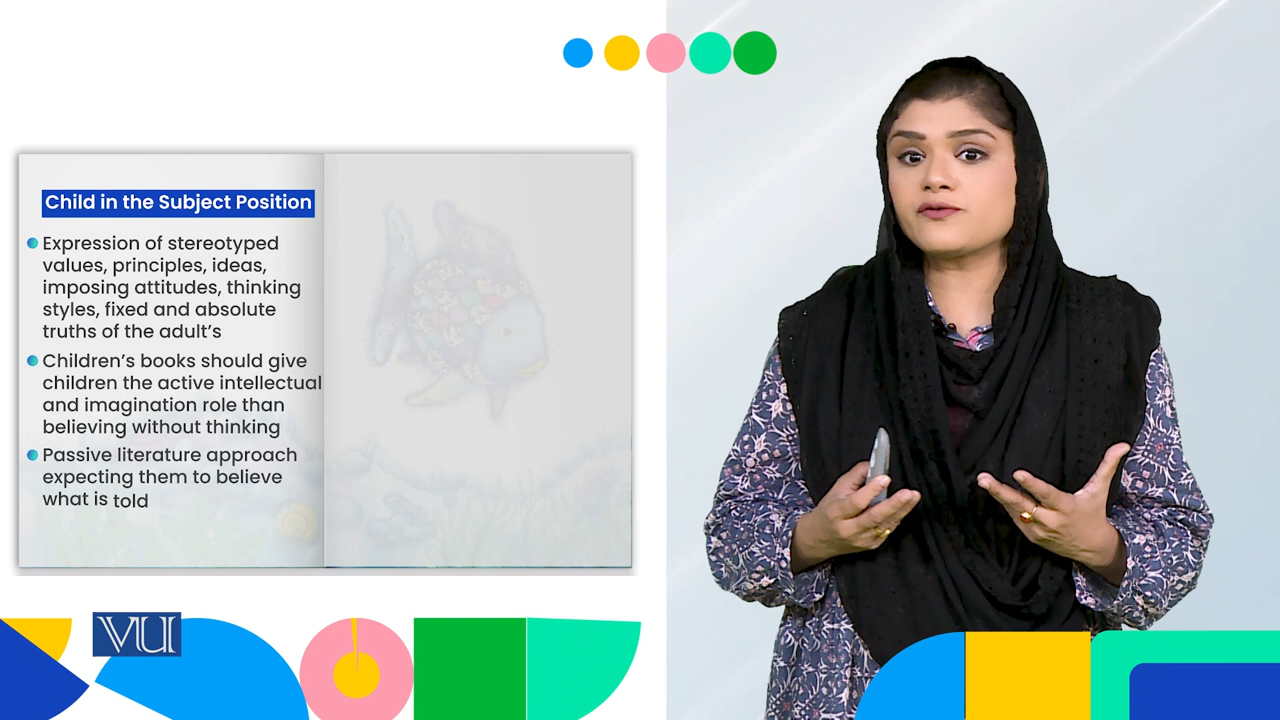 Child in the Subject Position
Expression of stereotyped
values, principles, ideas,
imposing attitudes, thinking
styles, fixed and absolute
truths of the adult's
Children's books should give
children the active intellectual
and imagination role than
believing without thinking
Passive literature approach
expecting them to believe
what is told
VU